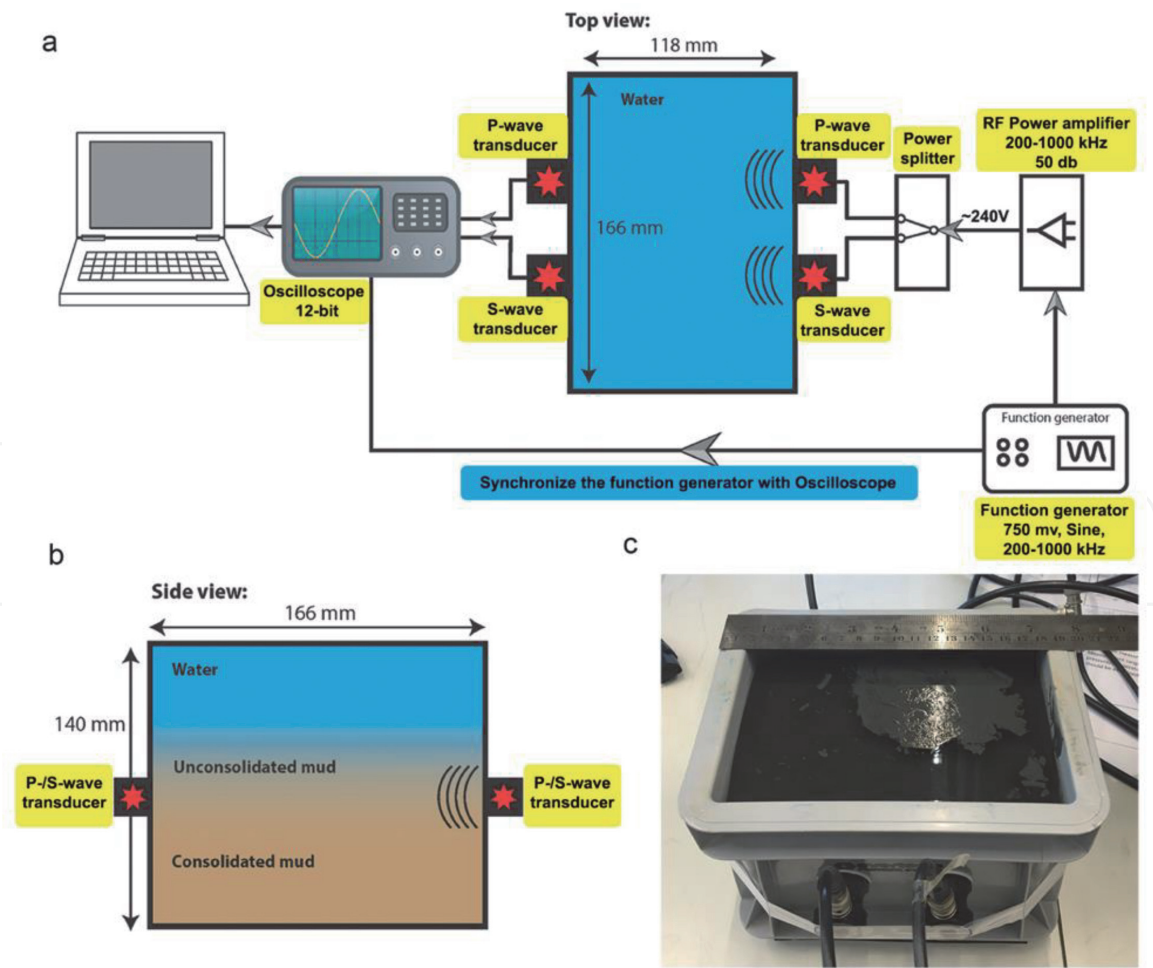 a
Top view:
118 mm
Water
166 mm
P-wave
transducer
S-wave
transducer
P-wave
transducer
S-wave
transducer
Power
splitter
RF Power amplifier
200-1000 kHz
50 db
~240V
Oscilloscope
12-bit
Function generator
Synchronize the function generator with Oscilloscope
Function generator
750 mv, Sine,
200-1000 kHz
b
Side view:
166 mm
140 mm
Water
Unconsolidated mud
Consolidated mud
P-/S-wave
transducer
P-/S-wave
transducer
c